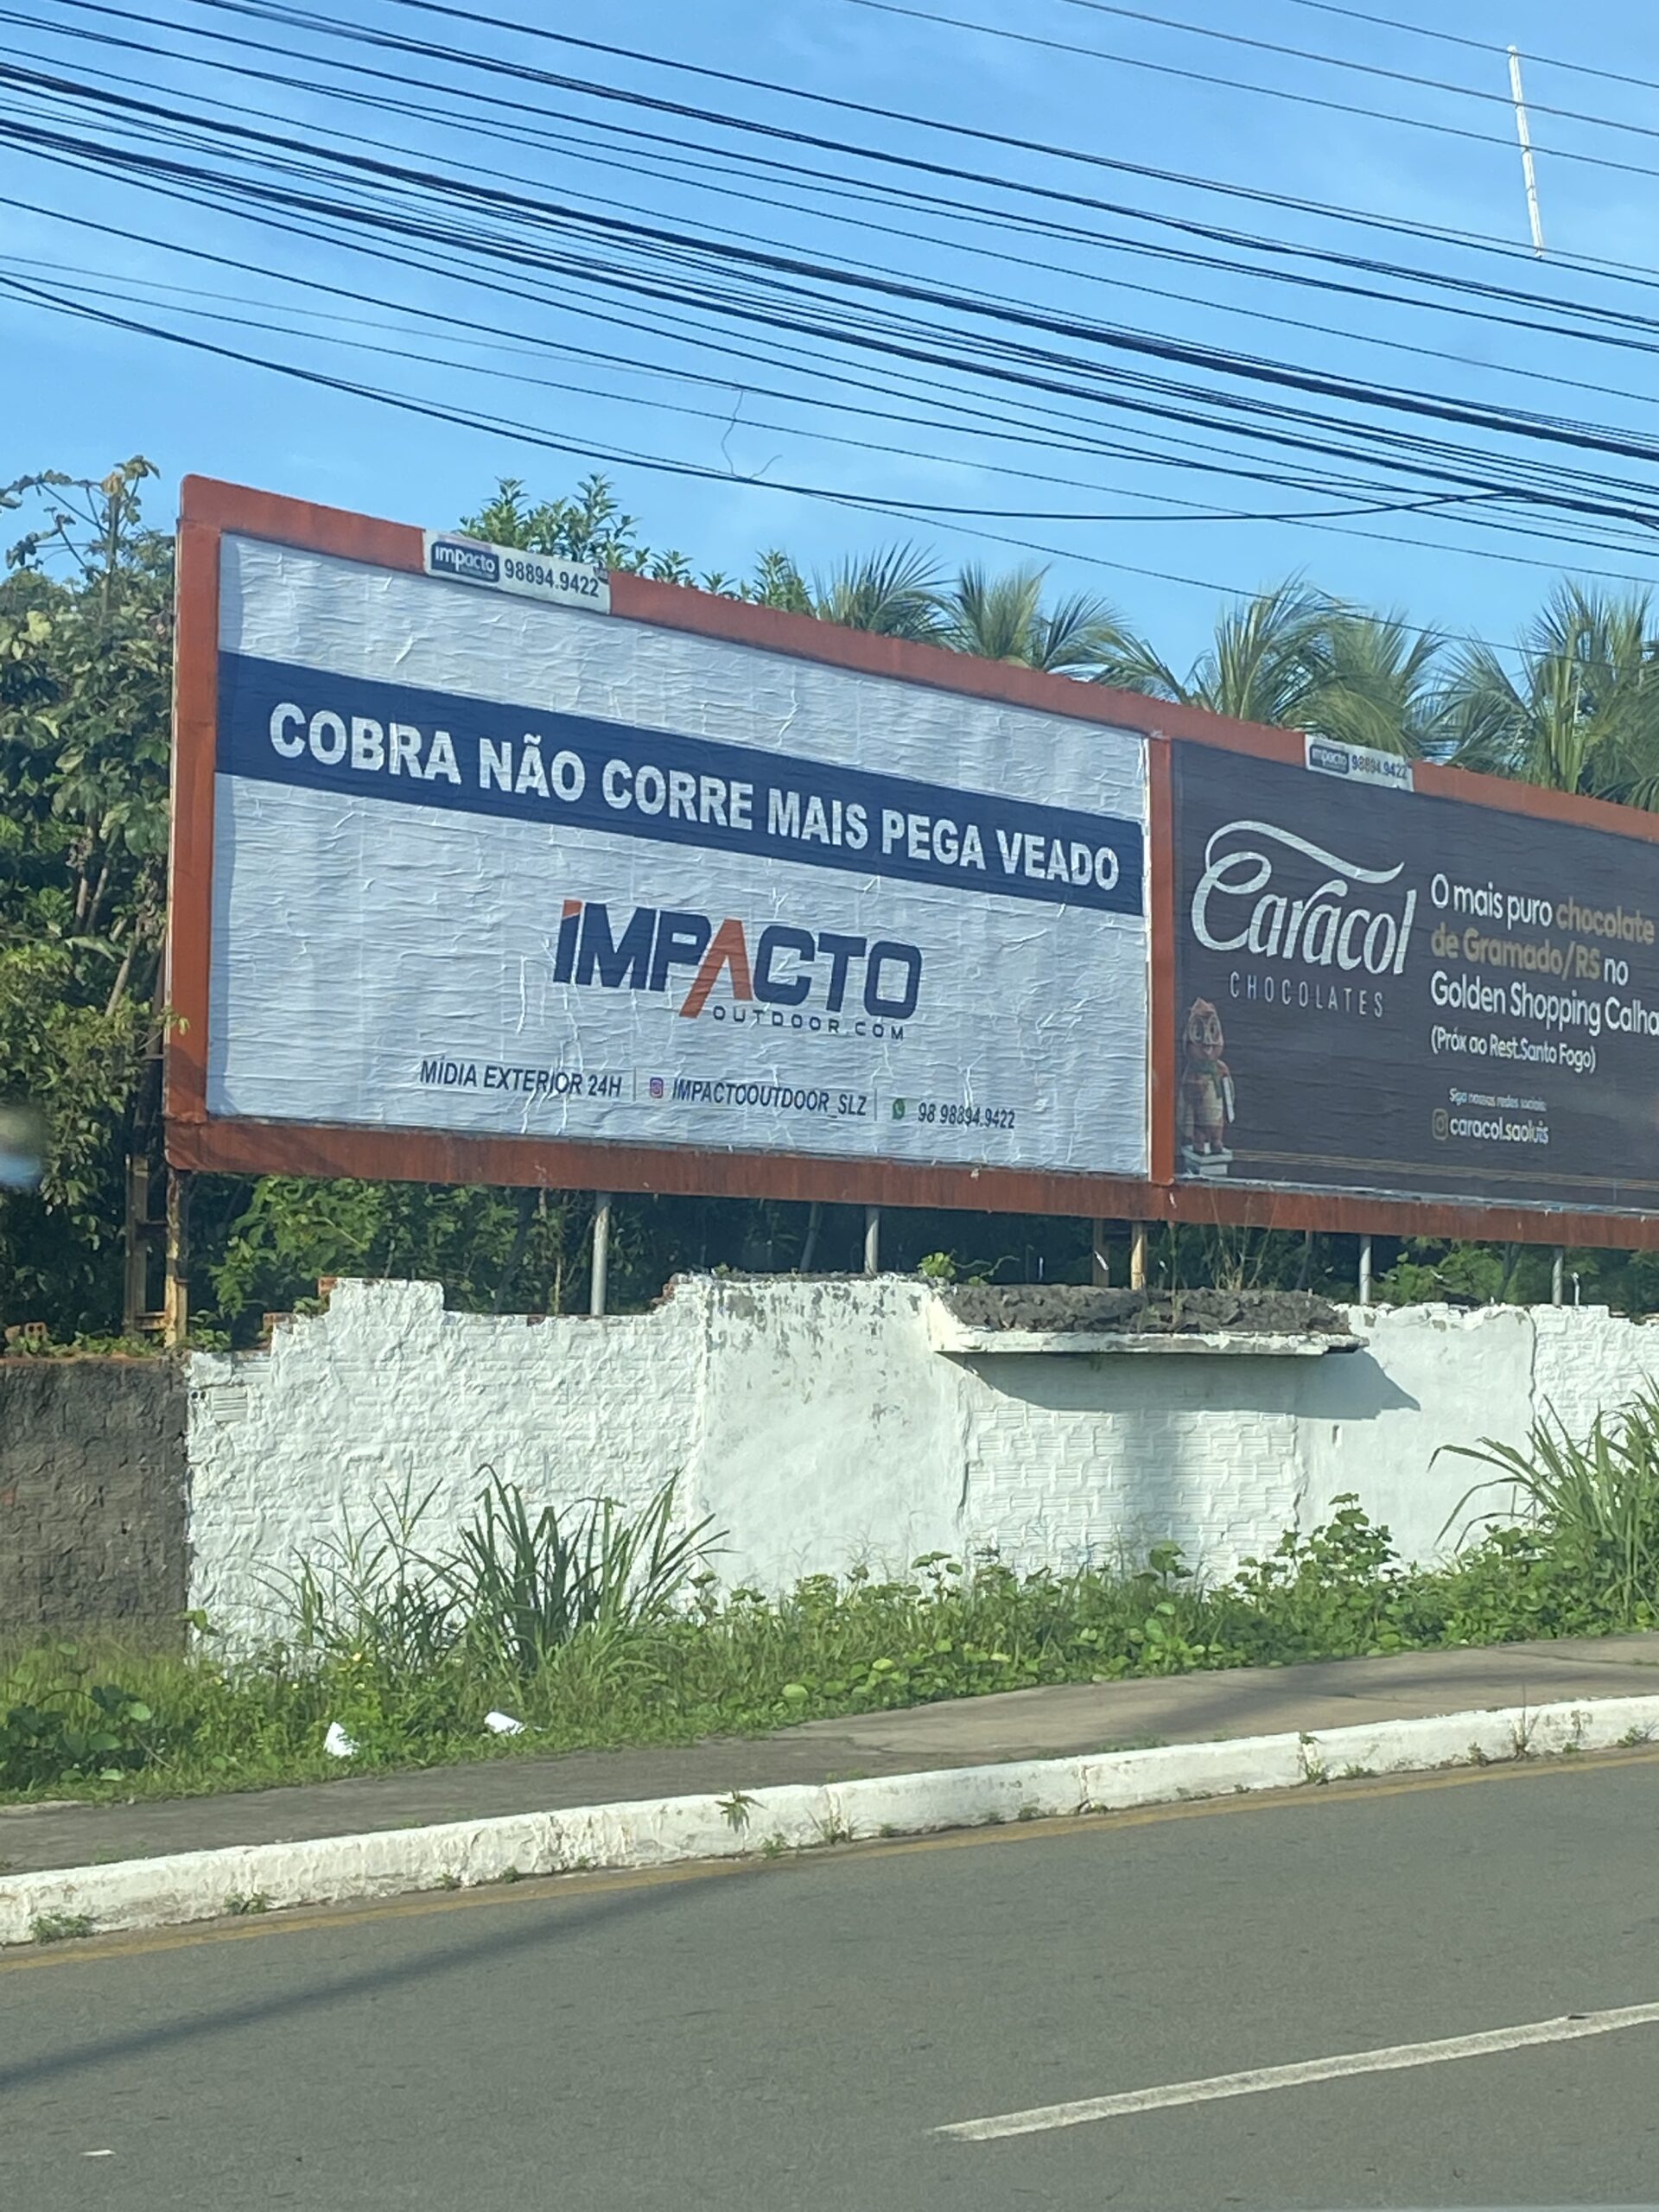 impacto 98894.9422
COBRA NÃO CORRE MAIS PEGA VEADO
IMPACTO
OUTDOOR.COM
MÍDIA EXTERIOR 24H | IMPACTOOUTDOOR_SLZ | 98 98894.9422
impacto 98894.9422
Caracol
CHOCOLATES
O mais puro chocolate
de Gramado/RS no
Golden Shopping Calha
(Próx ao Rest.Santo Fogo)
Siga nossas redes sociais:
caracol.saoluis